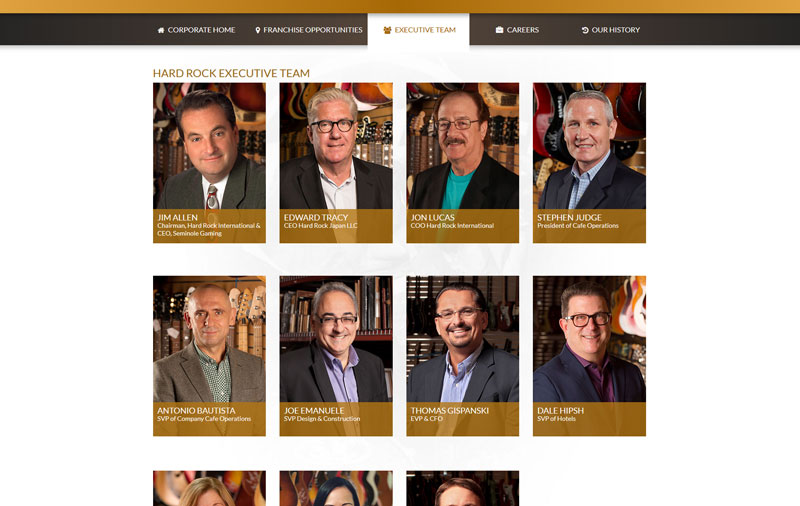 CORPORATE HOME
FRANCHISE OPPORTUNITIES
EXECUTIVE TEAM
CAREERS
OUR HISTORY
HARD ROCK EXECUTIVE TEAM
JIM ALLEN
Chairman, Hard Rock International &
CEO, Seminole Gaming
EDWARD TRACY
CEO Hard Rock Japan LLC
JON LUCAS
COO Hard Rock International
STEPHEN JUDGE
President of Cafe Operations
ANTONIO BAUTISTA
SVP of Company Cafe Operations
JOE EMANUELE
SVP Design & Construction
THOMAS GISPANSKI
EVP & CFO
DALE HIPSH
SVP of Hotels